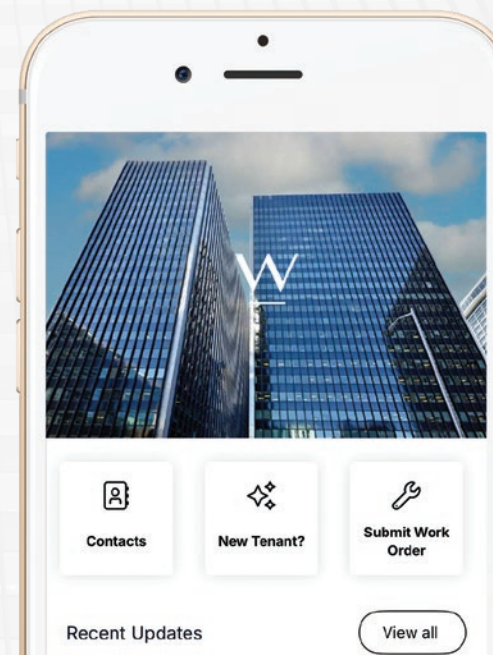 W
Contacts
New Tenant?
Submit Work
Order
Recent Updates
View all